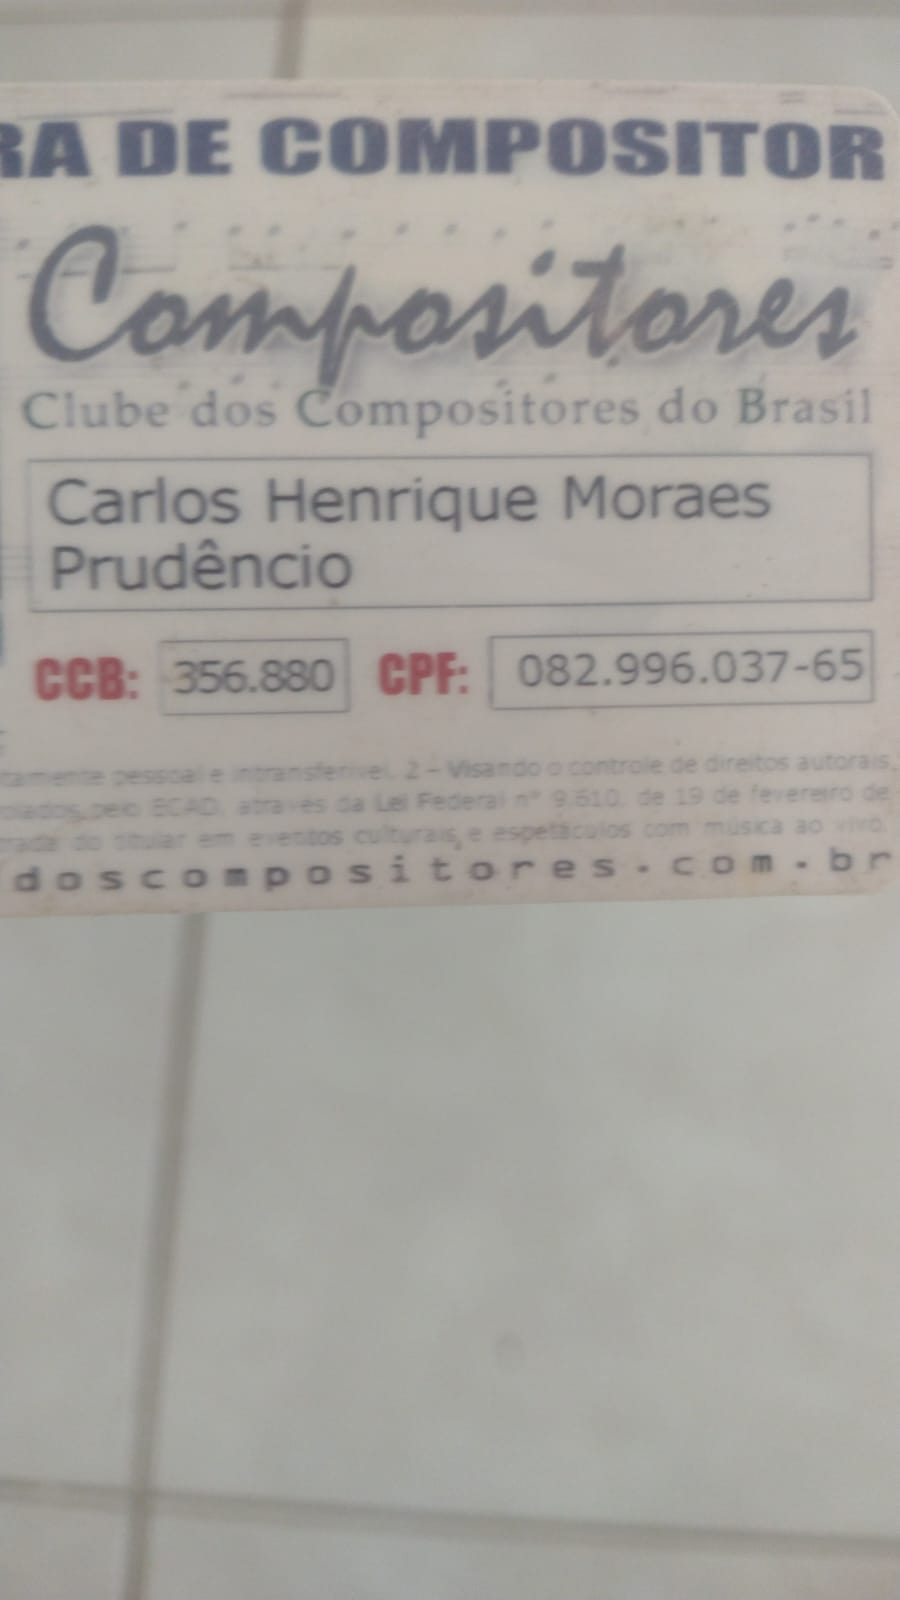 RA DE COMPOSITOR
Compositores
Clube dos Compositores do Brasil
Carlos Henrique Moraes
Prudêncio
CCB: 356.880 CPF: 082.996.037-65
tamente pessoal e intransferível. 2 - Visando o controle de direitos autorais,
pelo ECAD, através da Lei Federal n° 9.610, de 19 de fevereiro de
trada do titular em eventos culturais e espetáculos com música ao vivo.
doscompositores.com.br